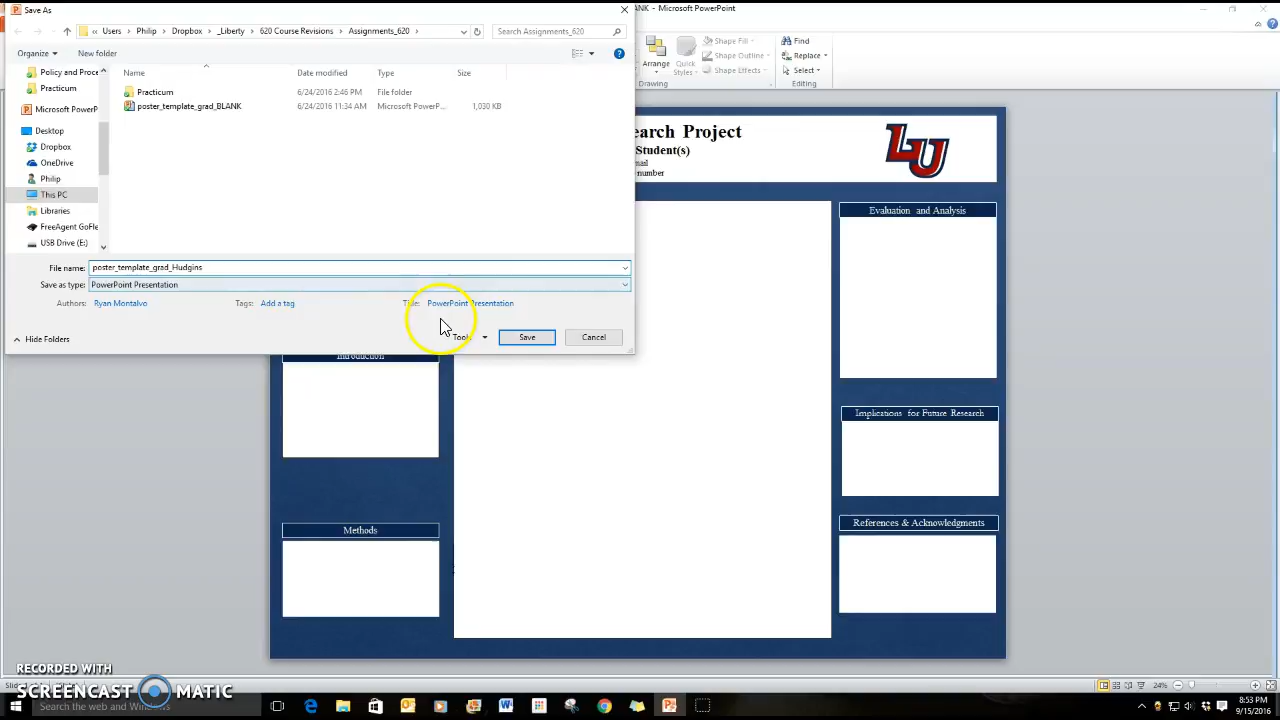 Save As
BLANK - Microsoft PowerPoint
Users Philip Dropbox _Liberty 620 Course Revisions Assignments_620
Search Assignments_620
Organize New folder
Name Date modified Type Size
Policy and Proce
Practicum
Microsoft PowerP
Desktop
Dropbox
OneDrive
Philip
This PC
Libraries
FreeAgent GoFle
USB Drive (E:)
Practicum 6/24/2016 2:46 PM File folder
poster_template_grad_BLANK 6/24/2016 11:34 AM Microsoft PowerP... 1,030 KB
File name: poster_template_grad_Hudgins
Save as type: PowerPoint Presentation
Authors: Ryan Montalvo Tags: Add a tag Title: PowerPoint Presentation
Hide Folders Tools Save Cancel
Arrange
Quick Styles
Shape Fill
Shape Outline
Shape Effects
Drawing
Find
Replace
Select
Editing
earch Project
Student(s)
mail
number
LU
Evaluation and Analysis
Introduction
Implications for Future Research
Methods
References & Acknowledgments
RECORDED WITH
SCREENCAST MATIC
24%
Search the web and Windows
8:53 PM
9/15/2016